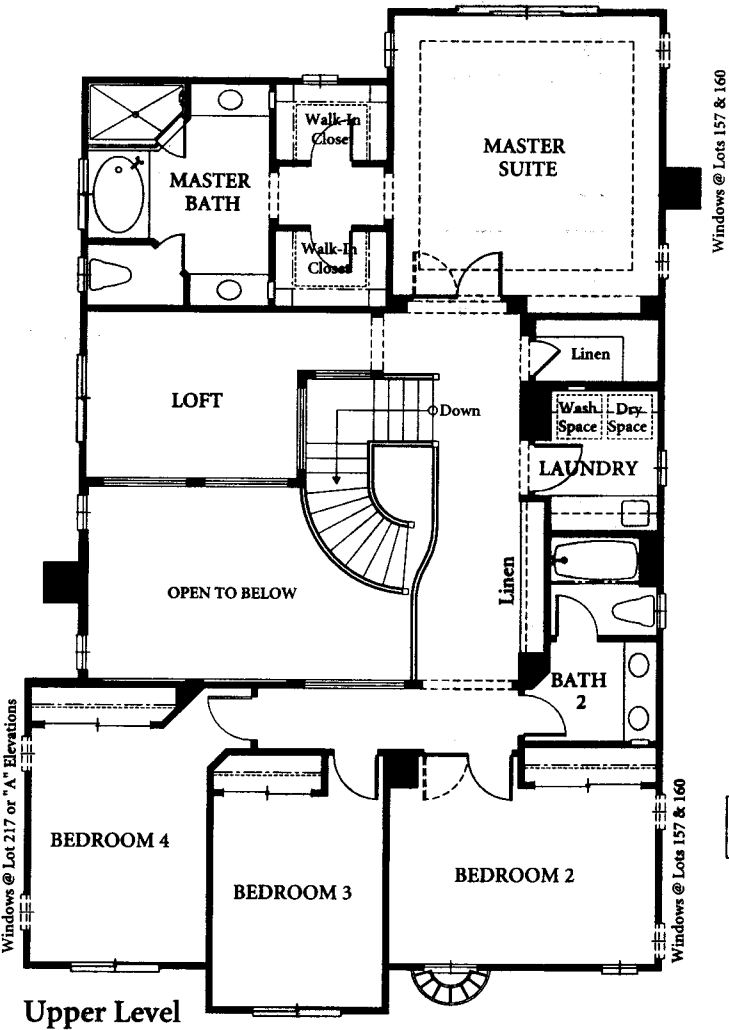 Windows @ Lots 157 & 160
Walk-In
Closet
MASTER
SUITE
MASTER
BATH
Walk-In
Closet
Linen
LOFT
Down
Wash
Space
Dry
Space
LAUNDRY
Linen
OPEN TO BELOW
BATH
2
Windows @ Lot 217 or "A" Elevations
Windows @ Lots 157 & 160
BEDROOM 4
BEDROOM 3
BEDROOM 2
Upper Level